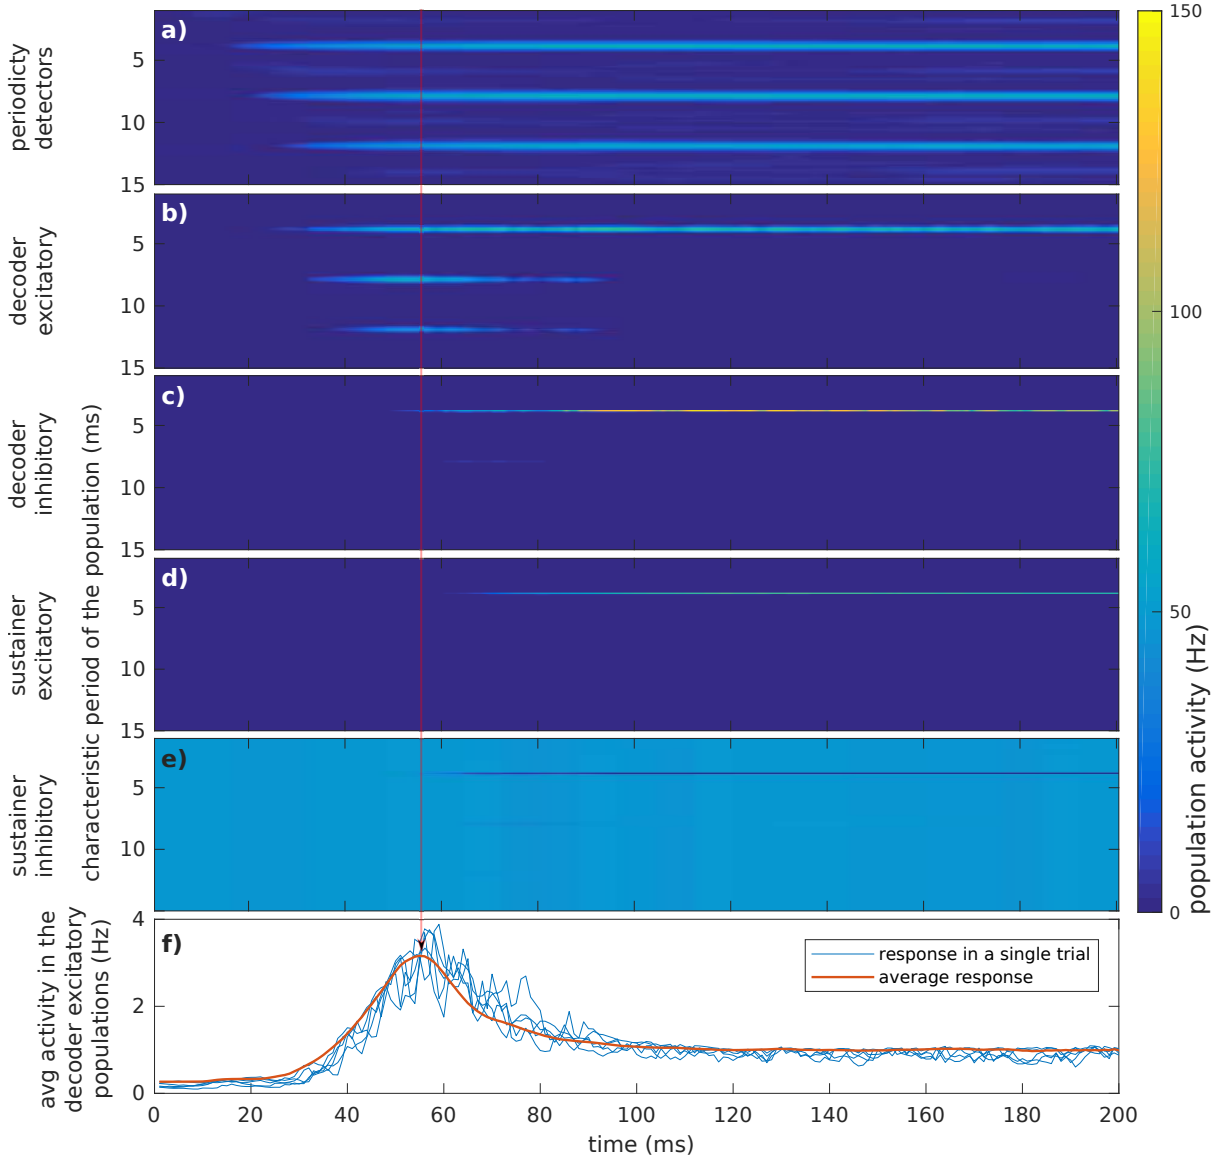 periodicty
detectors
a)
5
10
15
decoder
excitatory
b)
5
10
15
decoder
inhibitory
c)
5
10
15
sustainer
excitatory
d)
5
10
15
sustainer
inhibitory
e)
5
10
characteristic period of the population (ms)
150
100
50
0
population activity (Hz)
avg activity in the
decoder excitatory
populations (Hz)
f)
4
2
0
response in a single trial
average response
0 20 40 60 80 100 120 140 160 180 200
time (ms)